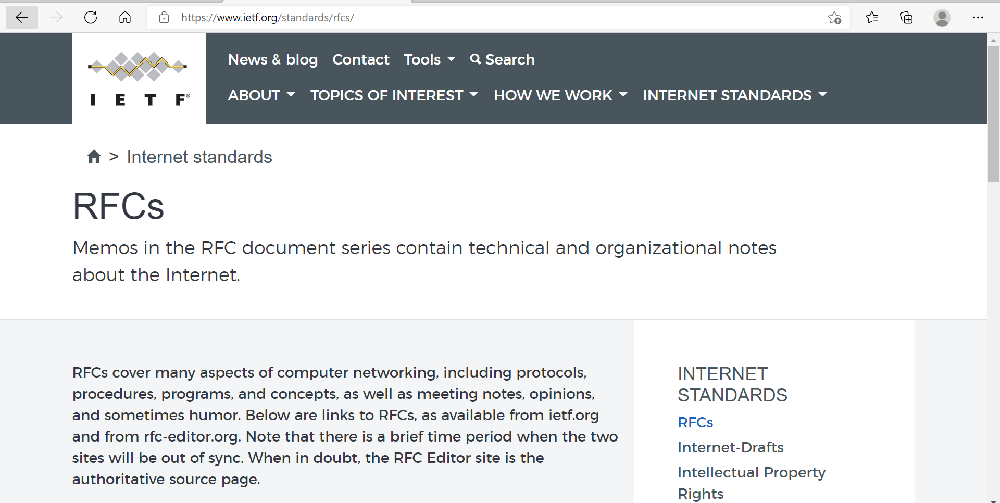 https://www.ietf.org/standards/rfcs/
News & blog Contact Tools Search
I E T F®
ABOUT TOPICS OF INTEREST HOW WE WORK INTERNET STANDARDS
> Internet standards
RFCs
Memos in the RFC document series contain technical and organizational notes
about the Internet.
RFCs cover many aspects of computer networking, including protocols,
procedures, programs, and concepts, as well as meeting notes, opinions,
and sometimes humor. Below are links to RFCs, as available from ietf.org
and from rfc-editor.org. Note that there is a brief time period when the two
sites will be out of sync. When in doubt, the RFC Editor site is the
authoritative source page.
INTERNET
STANDARDS
RFCs
Internet-Drafts
Intellectual Property
Rights